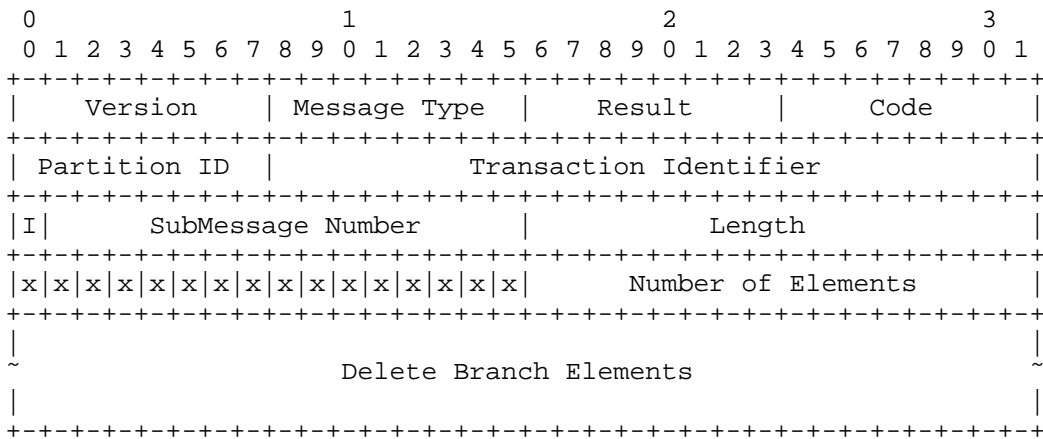 0                   1                   2                   3
 0 1 2 3 4 5 6 7 8 9 0 1 2 3 4 5 6 7 8 9 0 1 2 3 4 5 6 7 8 9 0 1
+-+-+-+-+-+-+-+-+-+-+-+-+-+-+-+-+-+-+-+-+-+-+-+-+-+-+-+-+-+-+-+-+
|    Version    | Message Type  |    Result     |     Code      |
+-+-+-+-+-+-+-+-+-+-+-+-+-+-+-+-+-+-+-+-+-+-+-+-+-+-+-+-+-+-+-+-+
| Partition ID  |            Transaction Identifier             |
+-+-+-+-+-+-+-+-+-+-+-+-+-+-+-+-+-+-+-+-+-+-+-+-+-+-+-+-+-+-+-+-+
|I|      SubMessage Number      |           Length              |
+-+-+-+-+-+-+-+-+-+-+-+-+-+-+-+-+-+-+-+-+-+-+-+-+-+-+-+-+-+-+-+-+
|x|x|x|x|x|x|x|x|x|x|x|x|x|x|x|x|      Number of Elements       |
+-+-+-+-+-+-+-+-+-+-+-+-+-+-+-+-+-+-+-+-+-+-+-+-+-+-+-+-+-+-+-+-+
|                                                               |
~                    Delete Branch Elements                     ~
|                                                               |
+-+-+-+-+-+-+-+-+-+-+-+-+-+-+-+-+-+-+-+-+-+-+-+-+-+-+-+-+-+-+-+-+